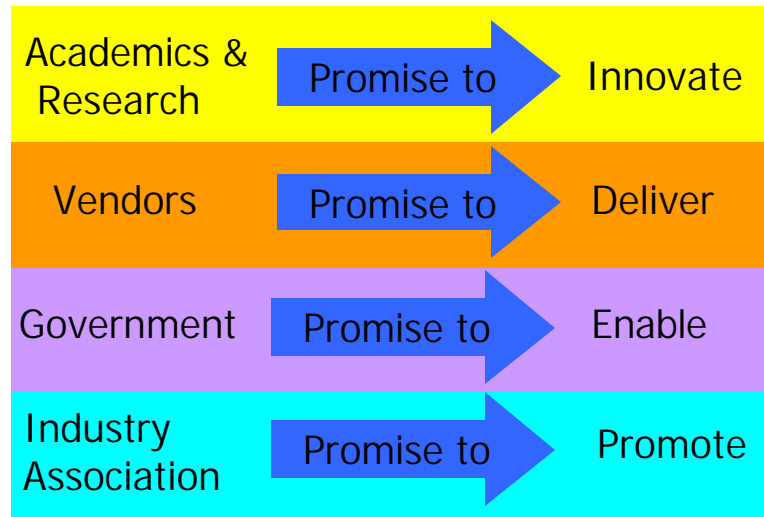 Academics & Promise to Innovate
Research
Vendors Promise to Deliver
Government Promise to Enable
Industry Promise to Promote
Association